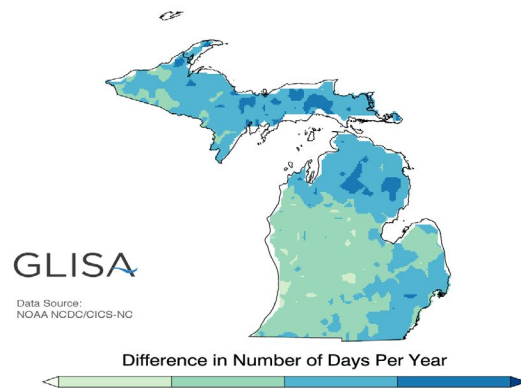 GLISA
Data Source:
NOAA NCDC/CICS-NC
Difference in Number of Days Per Year